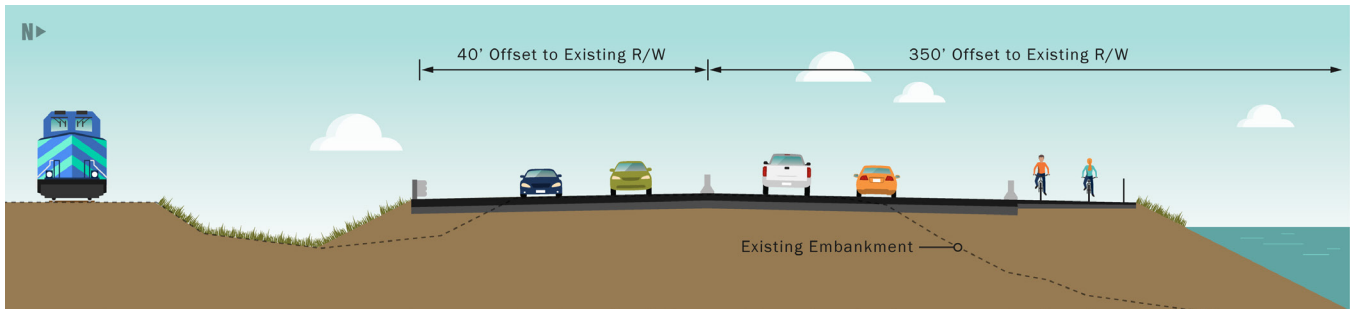 N
40’ Offset to Existing R/W
350’ Offset to Existing R/W
Existing Embankment